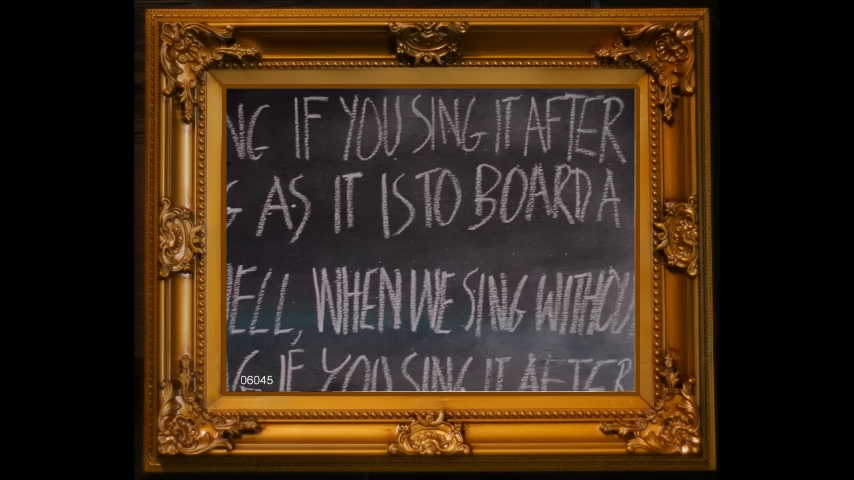 NG IF YOU SING IT AFTER
G AS IT IS TO BOARD A
ELL, WHEN WE SING WITHOU
G IF YOU SING IT AFTER
06045